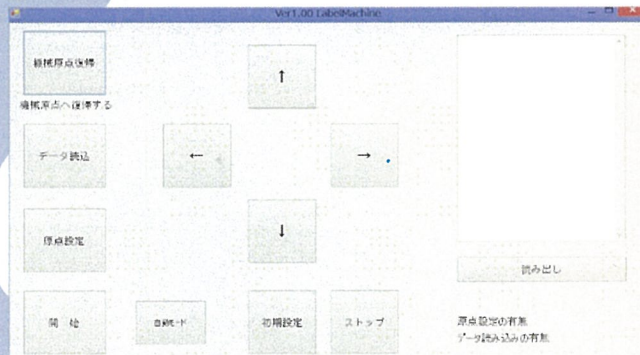 Ver1.00 LabelMachine
機械原点復帰
↑
機械原点へ復帰する
データ読込
←
→
原点設定
↓
読み出し
開　始
自動モード
初期設定
ストップ
原点設定の有無
データ読み込みの有無